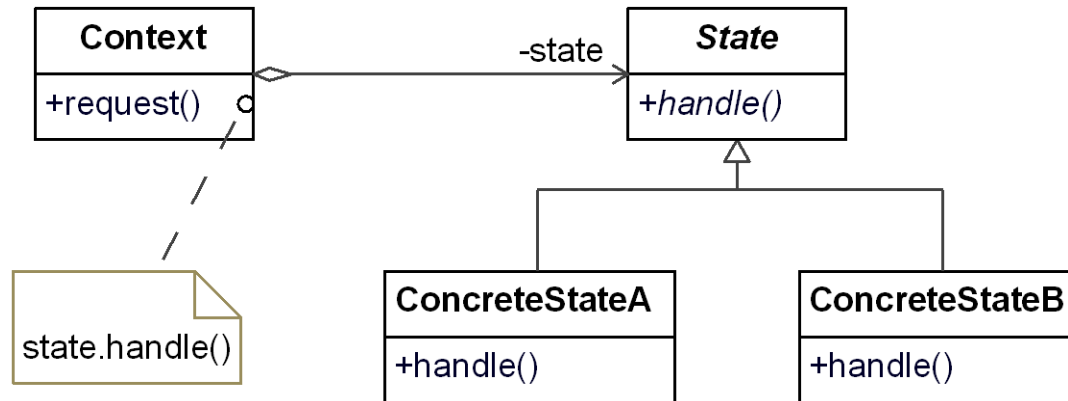 Context
+request()
-state
State
+handle()
state.handle()
ConcreteStateA
+handle()
ConcreteStateB
+handle()